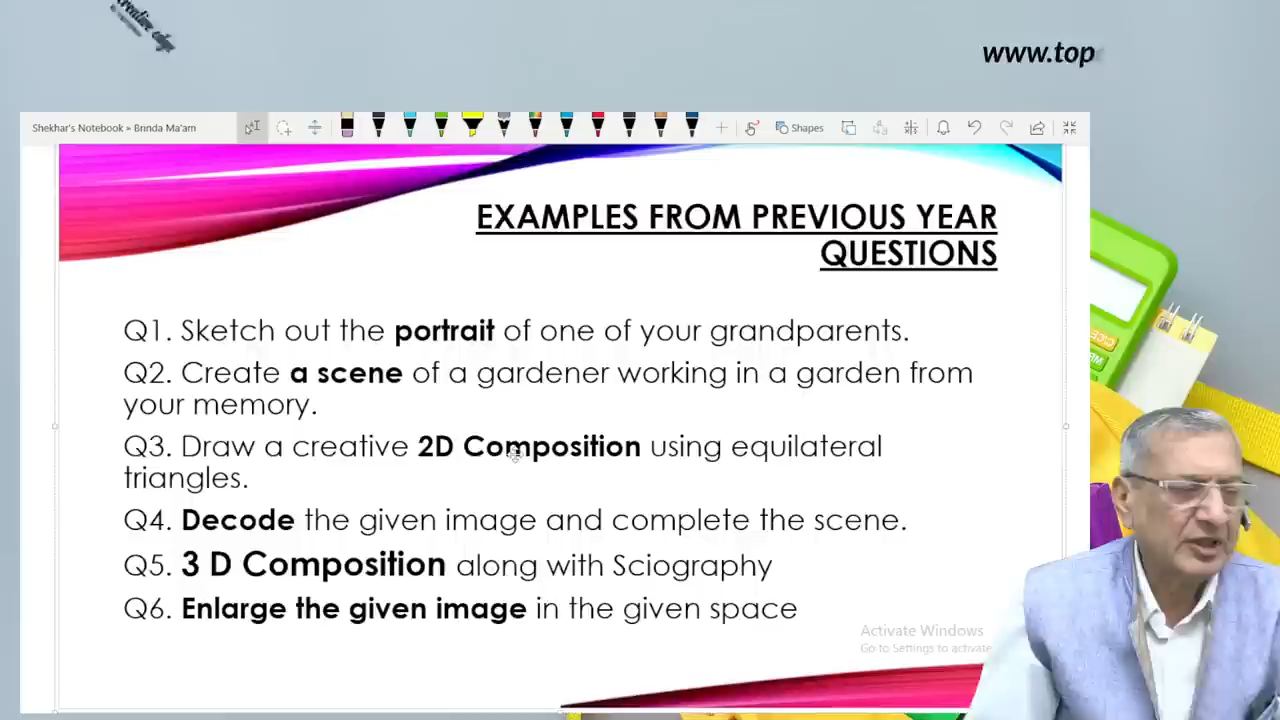 www.top
Shekhar's Notebook » Brinda Ma'am
Shapes
EXAMPLES FROM PREVIOUS YEAR
QUESTIONS
Q1. Sketch out the portrait of one of your grandparents.
Q2. Create a scene of a gardener working in a garden from
your memory.
Q3. Draw a creative 2D Composition using equilateral
triangles.
Q4. Decode the given image and complete the scene.
Q5. 3 D Composition along with Sciography
Q6. Enlarge the given image in the given space
Activate Windows
Go to Settings to activate